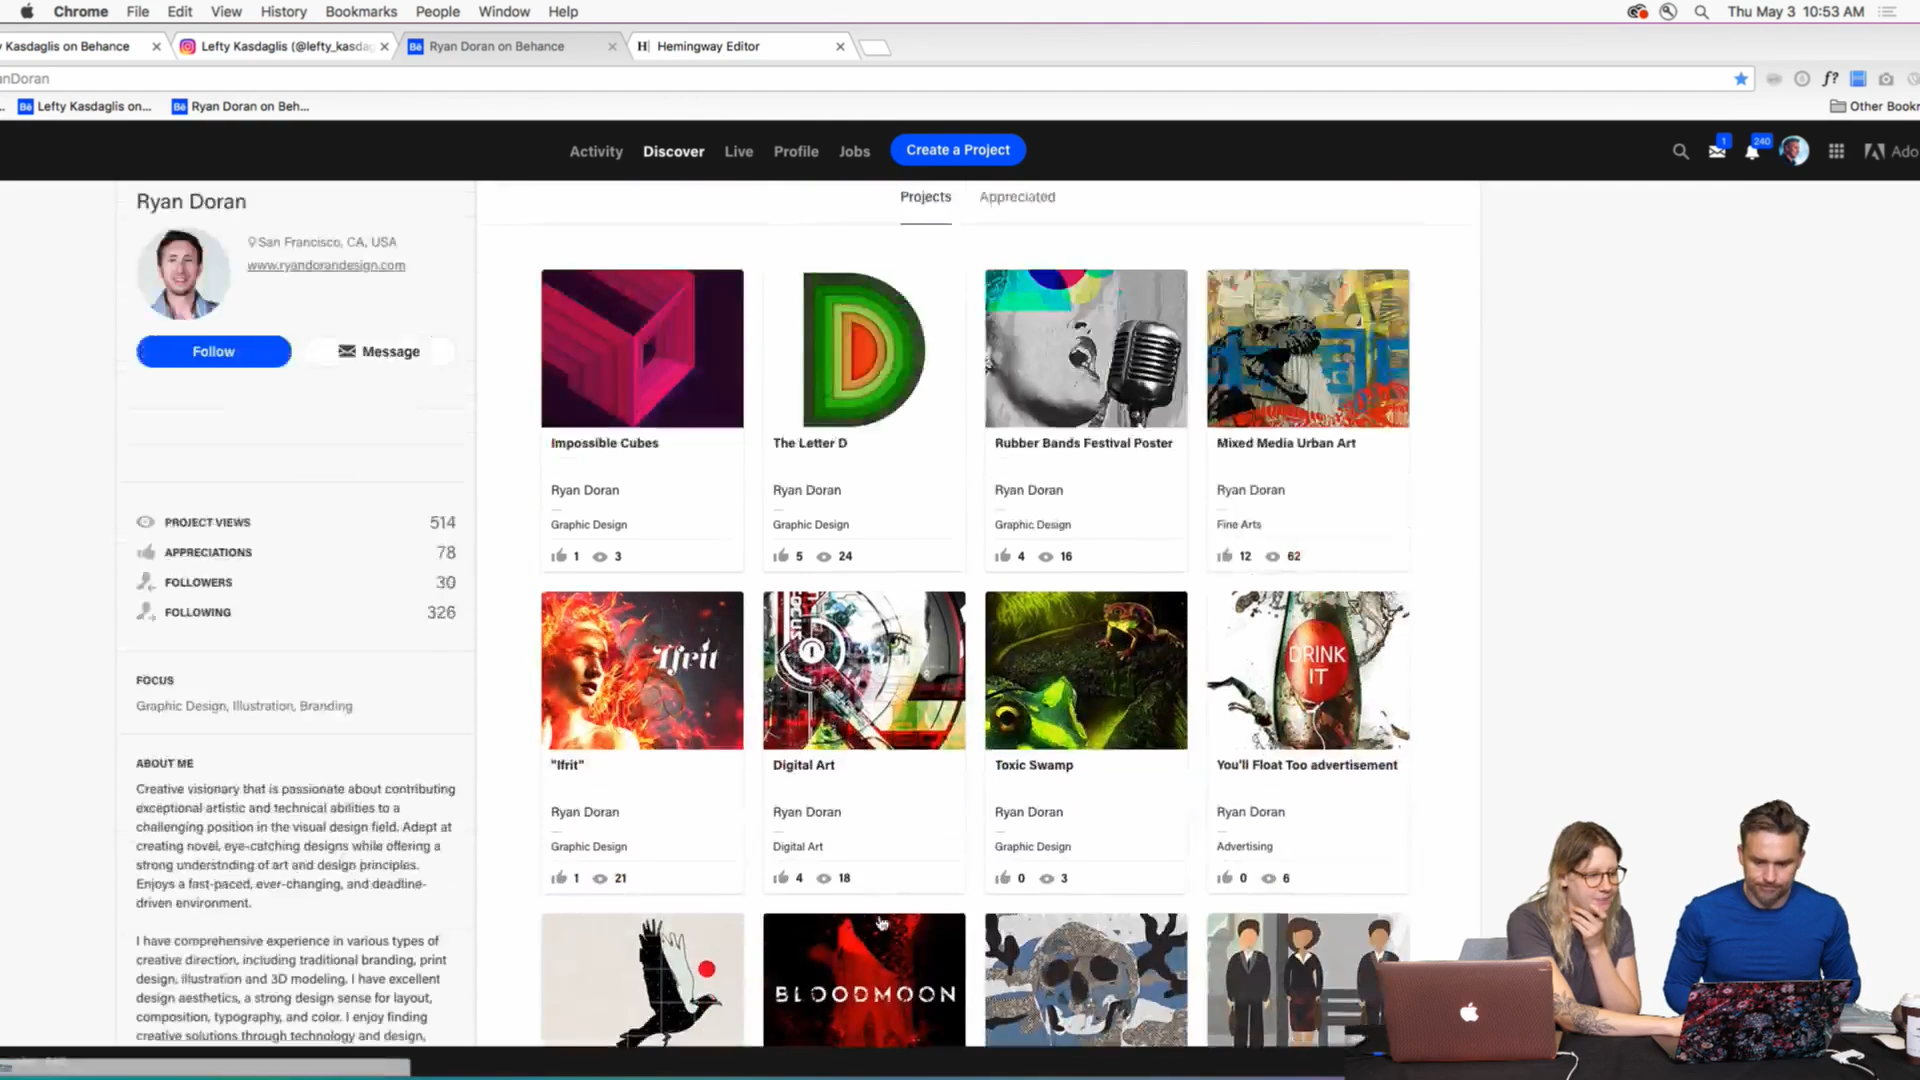 Chrome File Edit View History Bookmarks People Window Help
Thu May 3 10:53 AM
Kasdaglis on Behance
Lefty Kasdaglis (@lefty_kasdag
Ryan Doran on Behance
Hemingway Editor
anDoran
f?
Lefty Kasdaglis on...
Ryan Doran on Beh...
Other Bookr
Activity Discover Live Profile Jobs Create a Project
1
240
Ado
Ryan Doran
San Francisco, CA, USA
www.ryandorandesign.com
Follow
Message
PROJECT VIEWS 514
APPRECIATIONS 78
FOLLOWERS 30
FOLLOWING 326
FOCUS
Graphic Design, Illustration, Branding
ABOUT ME
Creative visionary that is passionate about contributing
exceptional artistic and technical abilities to a
challenging position in the visual design field. Adept at
creating novel, eye-catching designs while offering a
strong understnding of art and design principles.
Enjoys a fast-paced, ever-changing, and deadline-
driven environment.
I have comprehensive experience in various types of
creative direction, including traditional branding, print
design, illustration and 3D modeling. I have excellent
design aesthetics, a strong design sense for layout,
composition, typography, and color. I enjoy finding
creative solutions through technology and design,
Projects Appreciated
Impossible Cubes
Ryan Doran
Graphic Design
1 3
D
The Letter D
Ryan Doran
Graphic Design
5 24
Rubber Bands Festival Poster
Ryan Doran
Graphic Design
4 16
Mixed Media Urban Art
Ryan Doran
Fine Arts
12 62
Ifrit
"Ifrit"
Ryan Doran
Graphic Design
1 21
Digital Art
Ryan Doran
Digital Art
4 18
Toxic Swamp
Ryan Doran
Graphic Design
0 3
DRINK
IT
You'll Float Too advertisement
Ryan Doran
Advertising
0 6
BLOODMOON